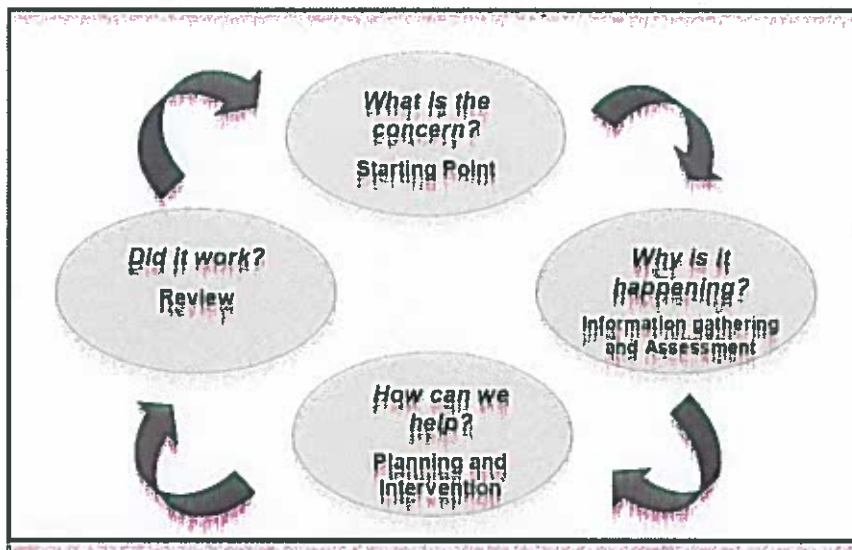 What is the
concern?
Starting Point
Why is it
happening?
Information gathering
and Assessment
How can we
help?
Planning and
Intervention
Did it work?
Review